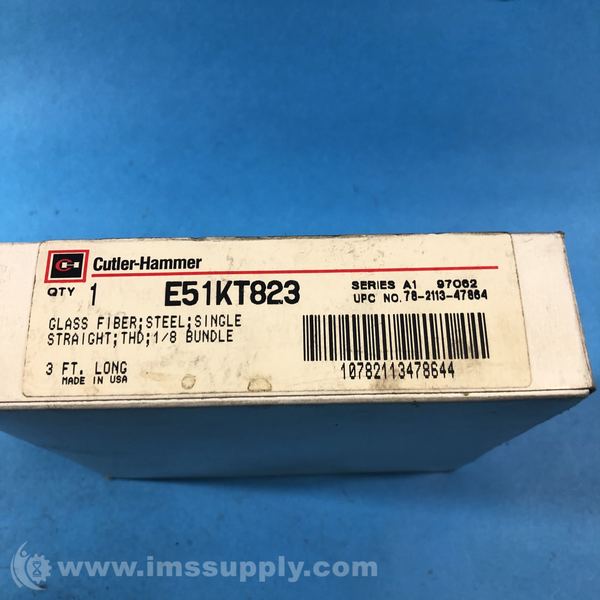 Cutler-Hammer
QTY 1 E51KT823 SERIES A1 97062
UPC NO. 78-2113-47864
GLASS FIBER;STEEL;SINGLE
STRAIGHT;THD;1/8 BUNDLE
3 FT. LONG
MADE IN USA
10782113478644
www.imssupply.com